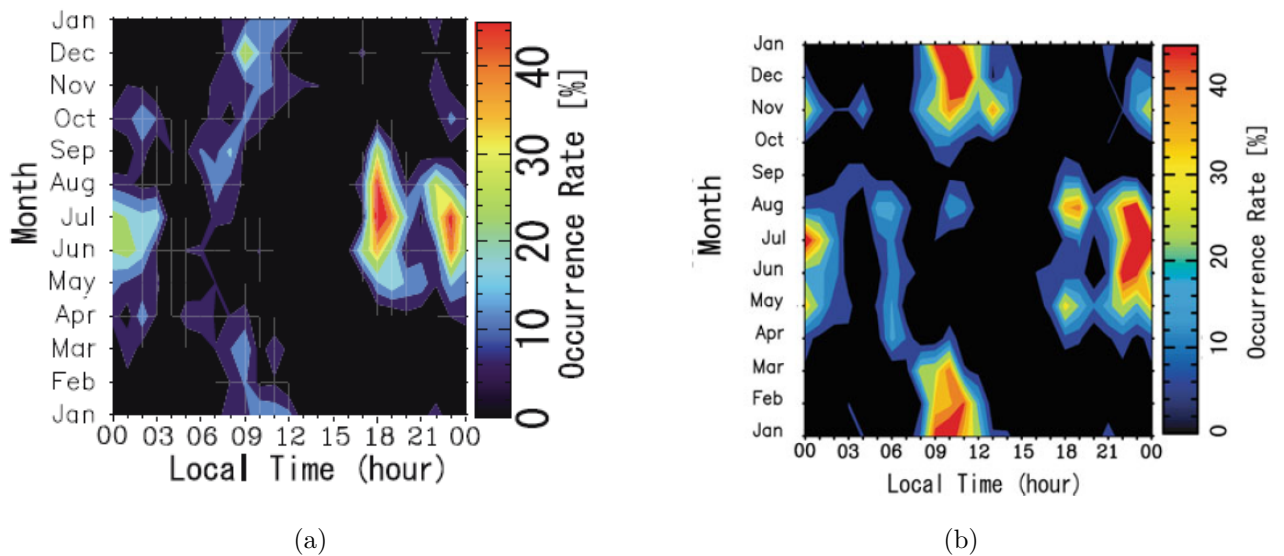 Jan
Dec
Nov
Oct
Sep
Aug
Jul
Jun
May
Apr
Mar
Feb
Jan
Month
00 03 06 09 12 15 18 21 00
Local Time (hour)
40
30
20
10
0
Occurrence Rate [%]
(a)
Jan
Dec
Nov
Oct
Sep
Aug
Jul
Jun
May
Apr
Mar
Feb
Jan
Month
00 03 06 09 12 15 18 21 00
Local Time (hour)
40
30
20
10
0
Occurrence Rate [%]
(b)